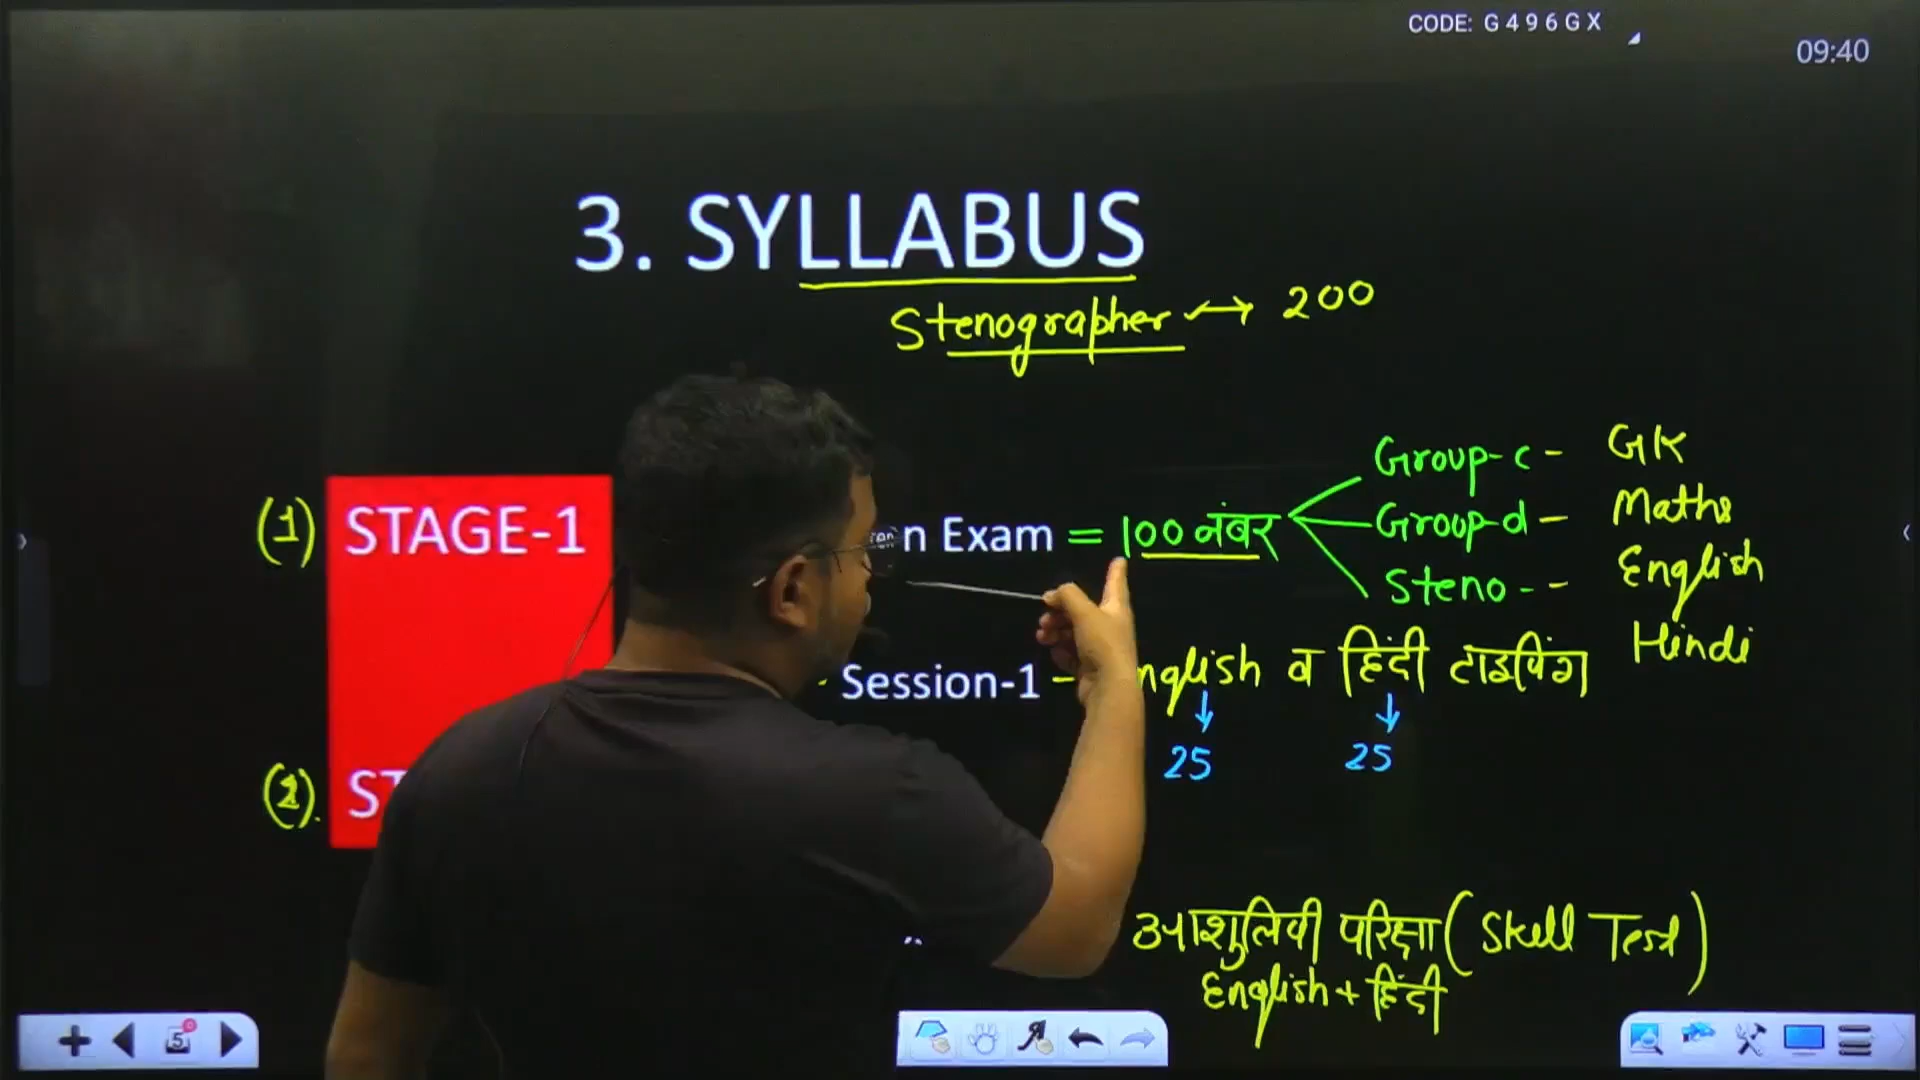 CODE: G496GX
09:40
3. SYLLABUS
Stenographer → 200
(1) STAGE-1
n Exam = 100 नंबर
Group-c - GK
Group-d - Maths
Steno - - English
Hindi
Session-1 - nglish व हिंदी टाइपिंग
25 25
(2). ST
आशुलिपी परिक्षा (Skill Test)
English + हिंदी
5